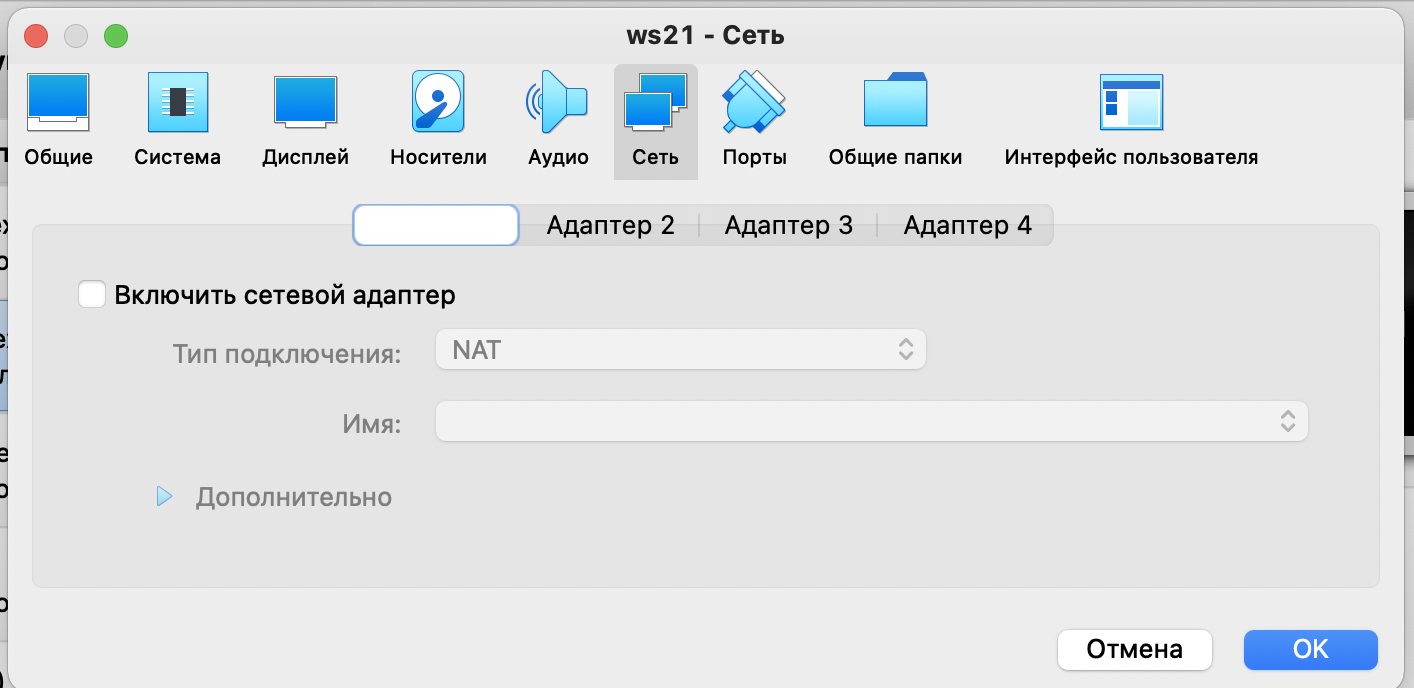 ws21 - Сеть
Общие Система Дисплей Носители Аудио Сеть Порты Общие папки Интерфейс пользователя
Адаптер 2 Адаптер 3 Адаптер 4
Включить сетевой адаптер
Тип подключения: NAT
Имя:
Дополнительно
Отмена OK